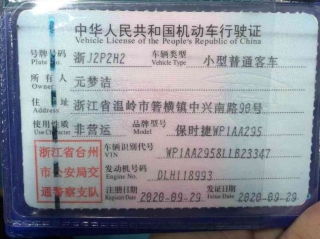 中华人民共和国机动车行驶证
Vehicle License of the People's Republic of China
号牌号码 Plate No. 浙J2P2H2 车辆类型 Vehicle Type 小型普通客车
所有人 Owner 元梦洁
住址 Address 浙江省温岭市箬横镇中兴南路90号
使用性质 Use Character 非营运 品牌型号 Model 保时捷WP1AA295
浙江省台州市公安局交通警察支队
车辆识别代号 VIN WP1AA2958LLB23347
发动机号码 Engine No. DLH118993
注册日期 Register Date 2020-09-29 发证日期 Issue Date 2020-09-29